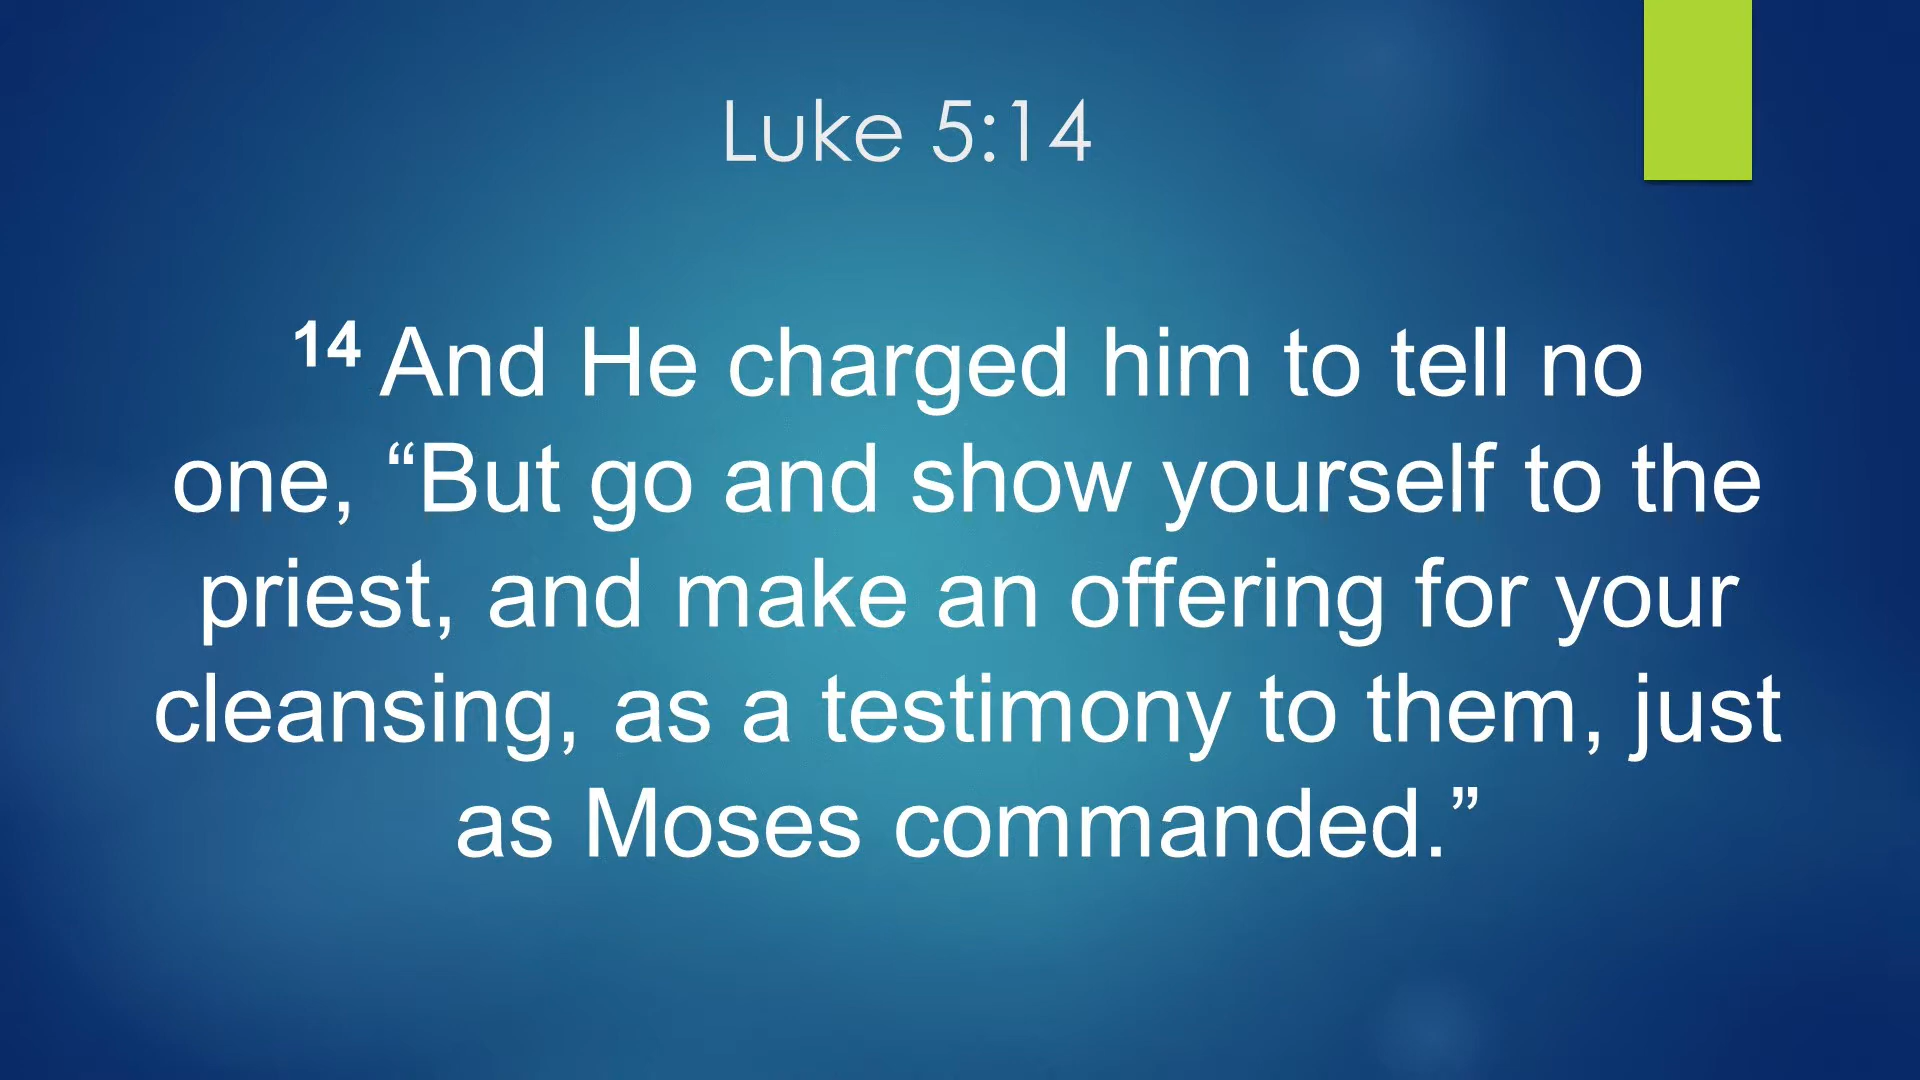 Luke 5:14
14 And He charged him to tell no
one, “But go and show yourself to the
priest, and make an offering for your
cleansing, as a testimony to them, just
as Moses commanded.”